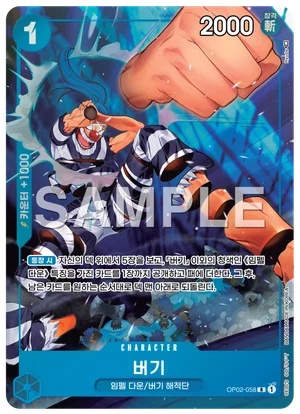 1
2000
참격
斬
카운터 +1000
SAMPLE
등장 시 자신의 덱 위에서 5장을 보고, 「버기」 이외의 청색인 《임펠
다운》 특징을 가진 카드를 1장까지 공개하고 패에 더한다. 그 후,
남은 카드를 원하는 순서대로 덱 맨 아래로 되돌린다.
CHARACTER
버기
임펠 다운/버기 해적단
OP02-058 R 1